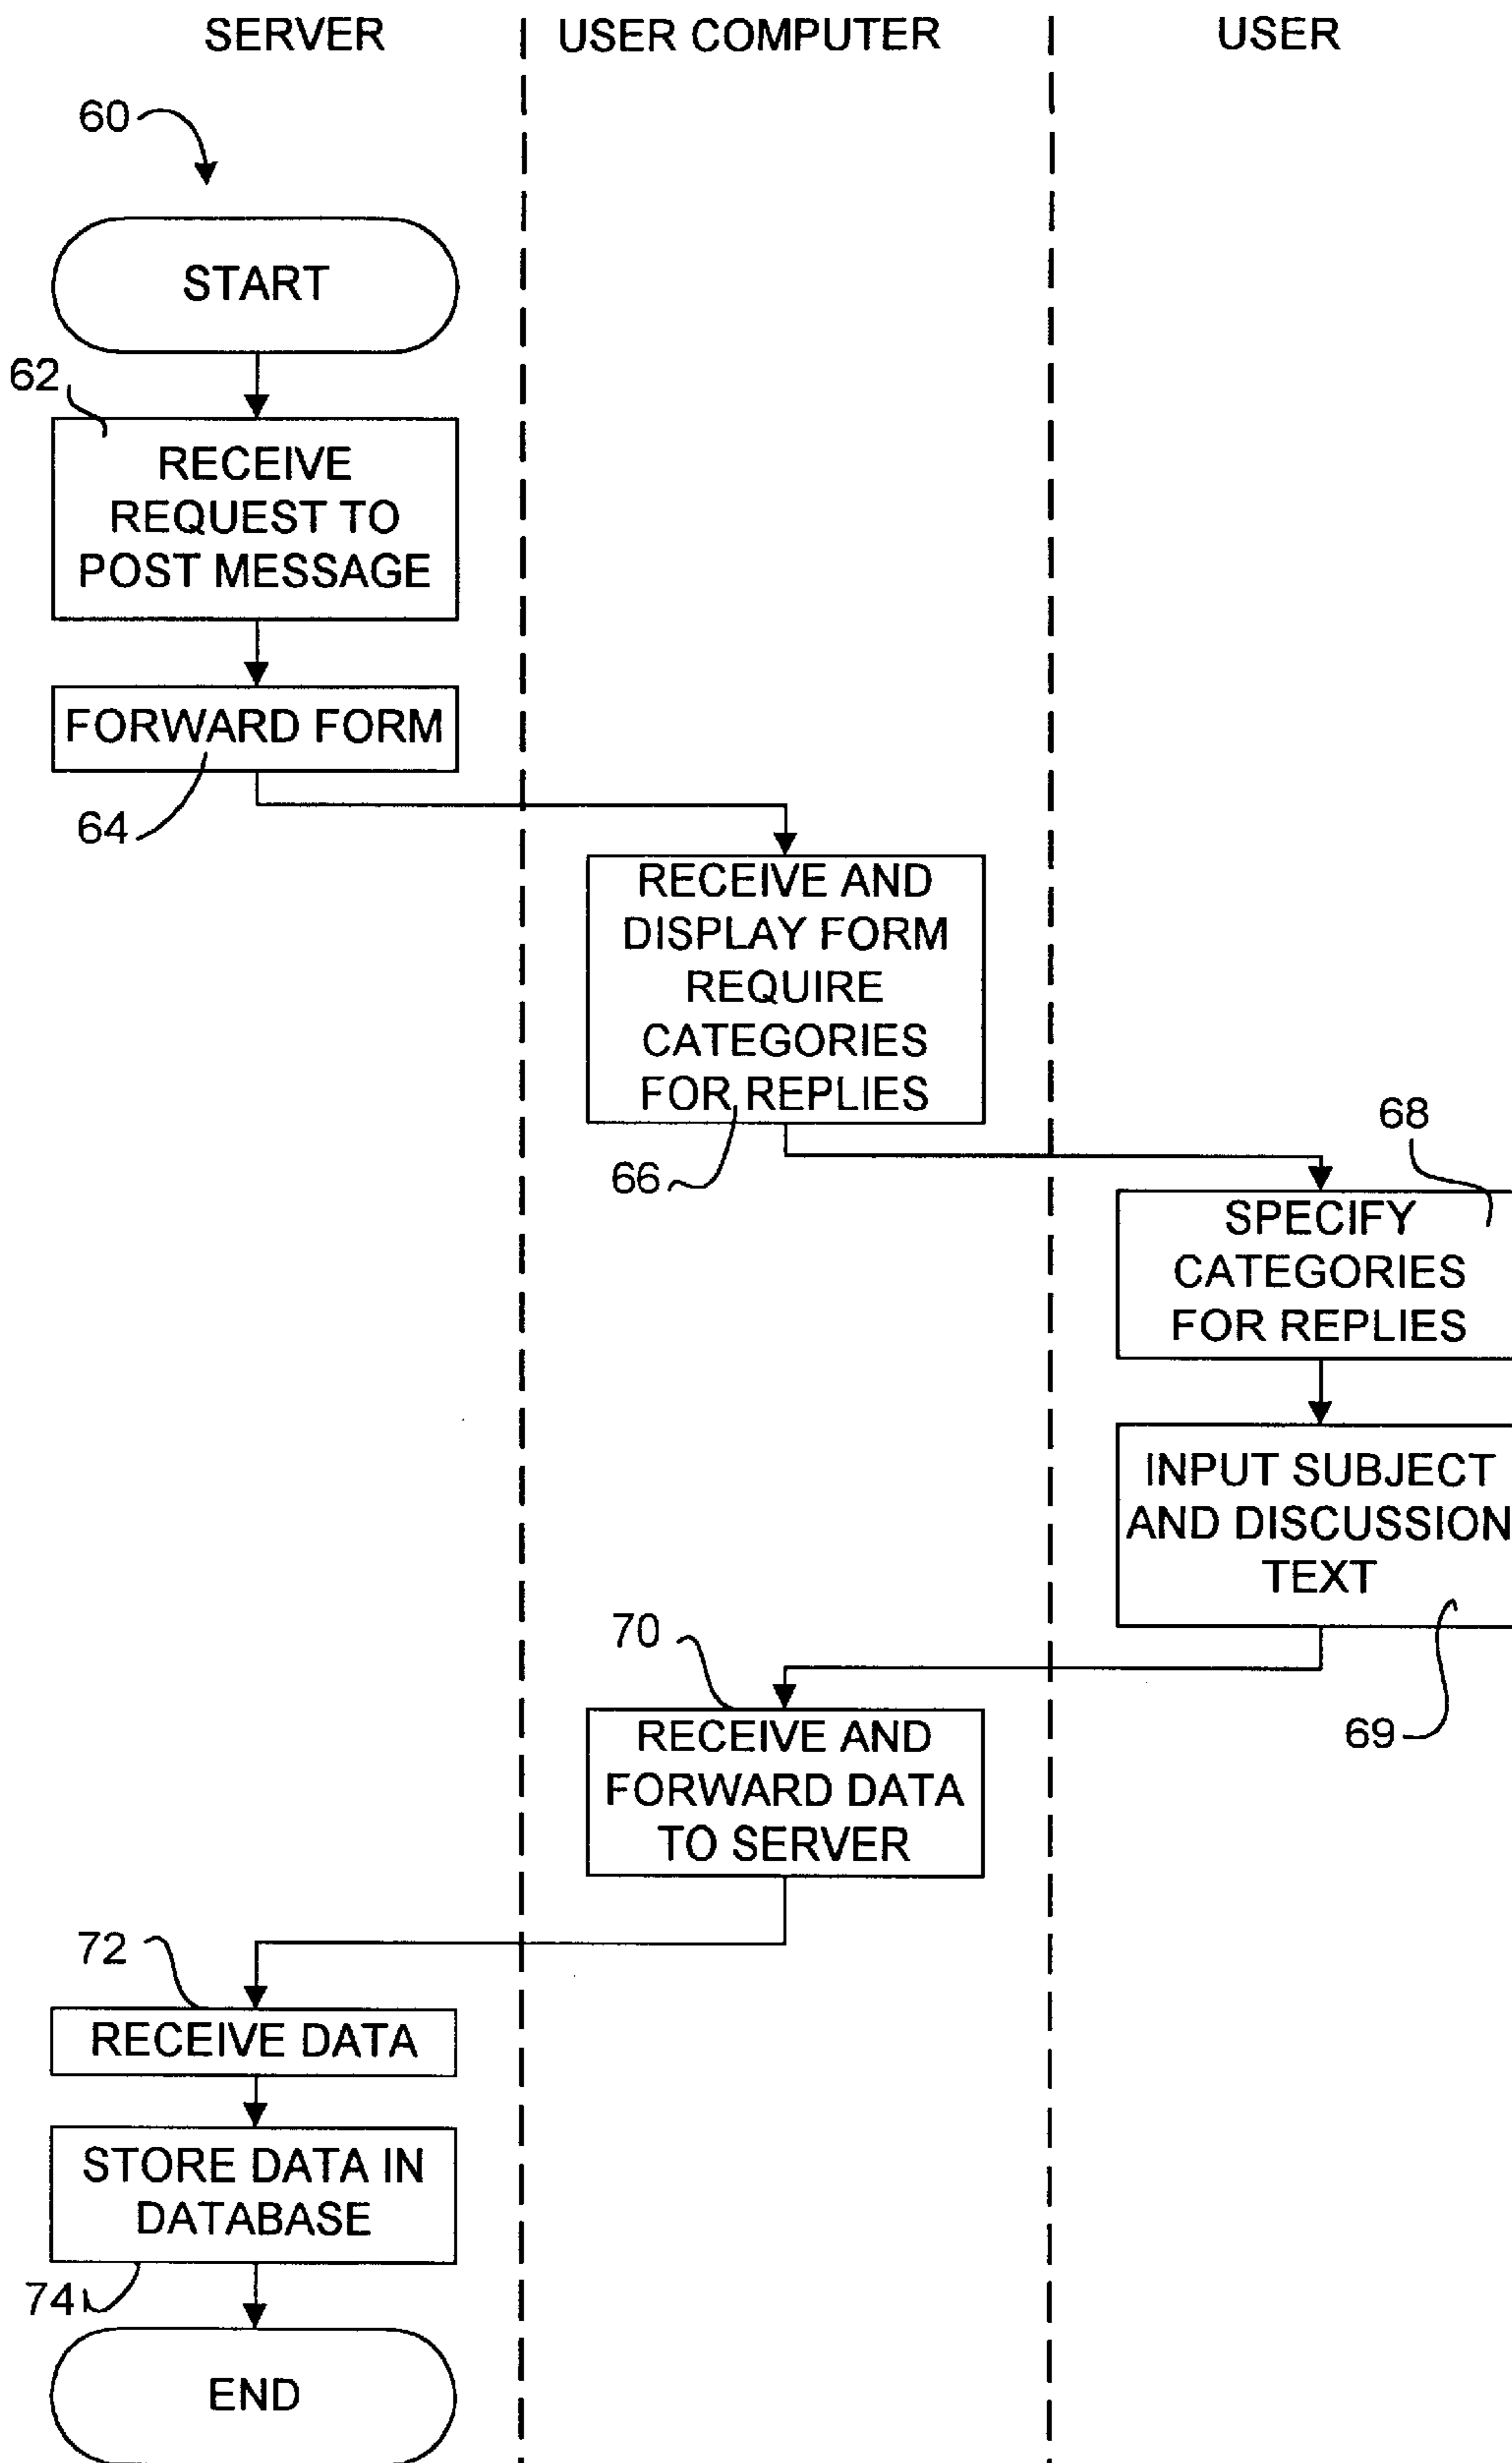 SERVER
USER COMPUTER
USER
60
START
62
RECEIVE
REQUEST TO
POST MESSAGE
FORWARD FORM
64
RECEIVE AND
DISPLAY FORM
REQUIRE
CATEGORIES
FOR REPLIES
66
68
SPECIFY
CATEGORIES
FOR REPLIES
INPUT SUBJECT
AND DISCUSSION
TEXT
69
70
RECEIVE AND
FORWARD DATA
TO SERVER
72
RECEIVE DATA
STORE DATA IN
DATABASE
74
END